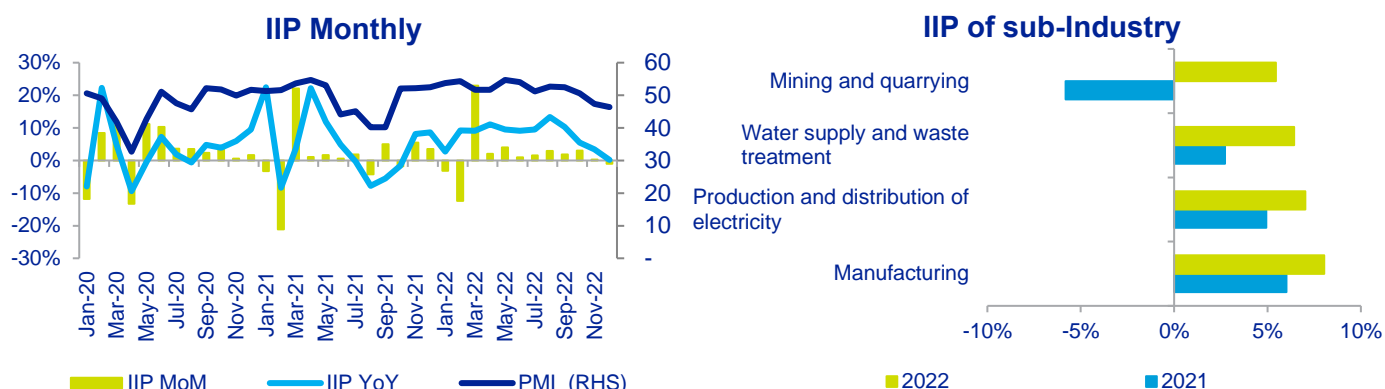 IIP Monthly
30%
20%
10%
0%
-10%
-20%
-30%
60
50
40
30
20
10
-
Jan-20
Mar-20
May-20
Jul-20
Sep-20
Nov-20
Jan-21
Mar-21
May-21
Jul-21
Sep-21
Nov-21
Jan-22
Mar-22
May-22
Jul-22
Sep-22
Nov-22
IIP MoM
IIP YoY
PMI (RHS)
IIP of sub-Industry
Mining and quarrying
Water supply and waste
treatment
Production and distribution of
electricity
Manufacturing
-10%
-5%
0%
5%
10%
2022
2021